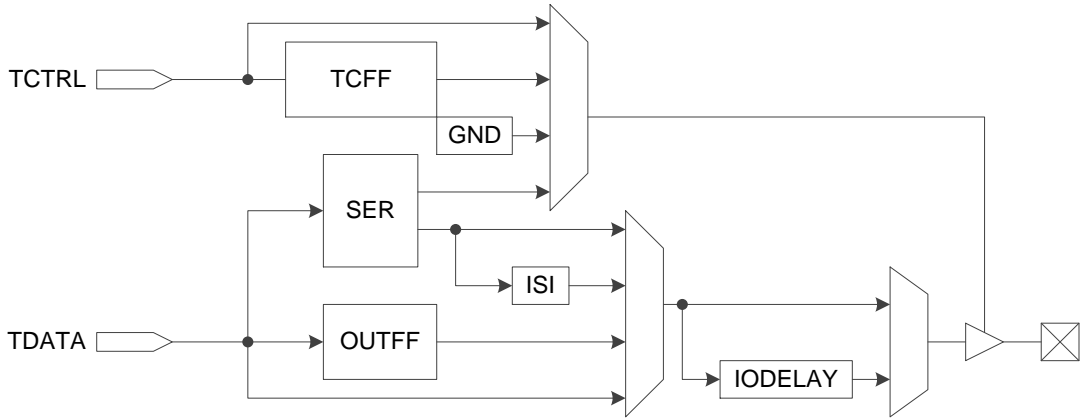 TCTRL
TCFF
GND
SER
ISI
TDATA
OUTFF
IODELAY